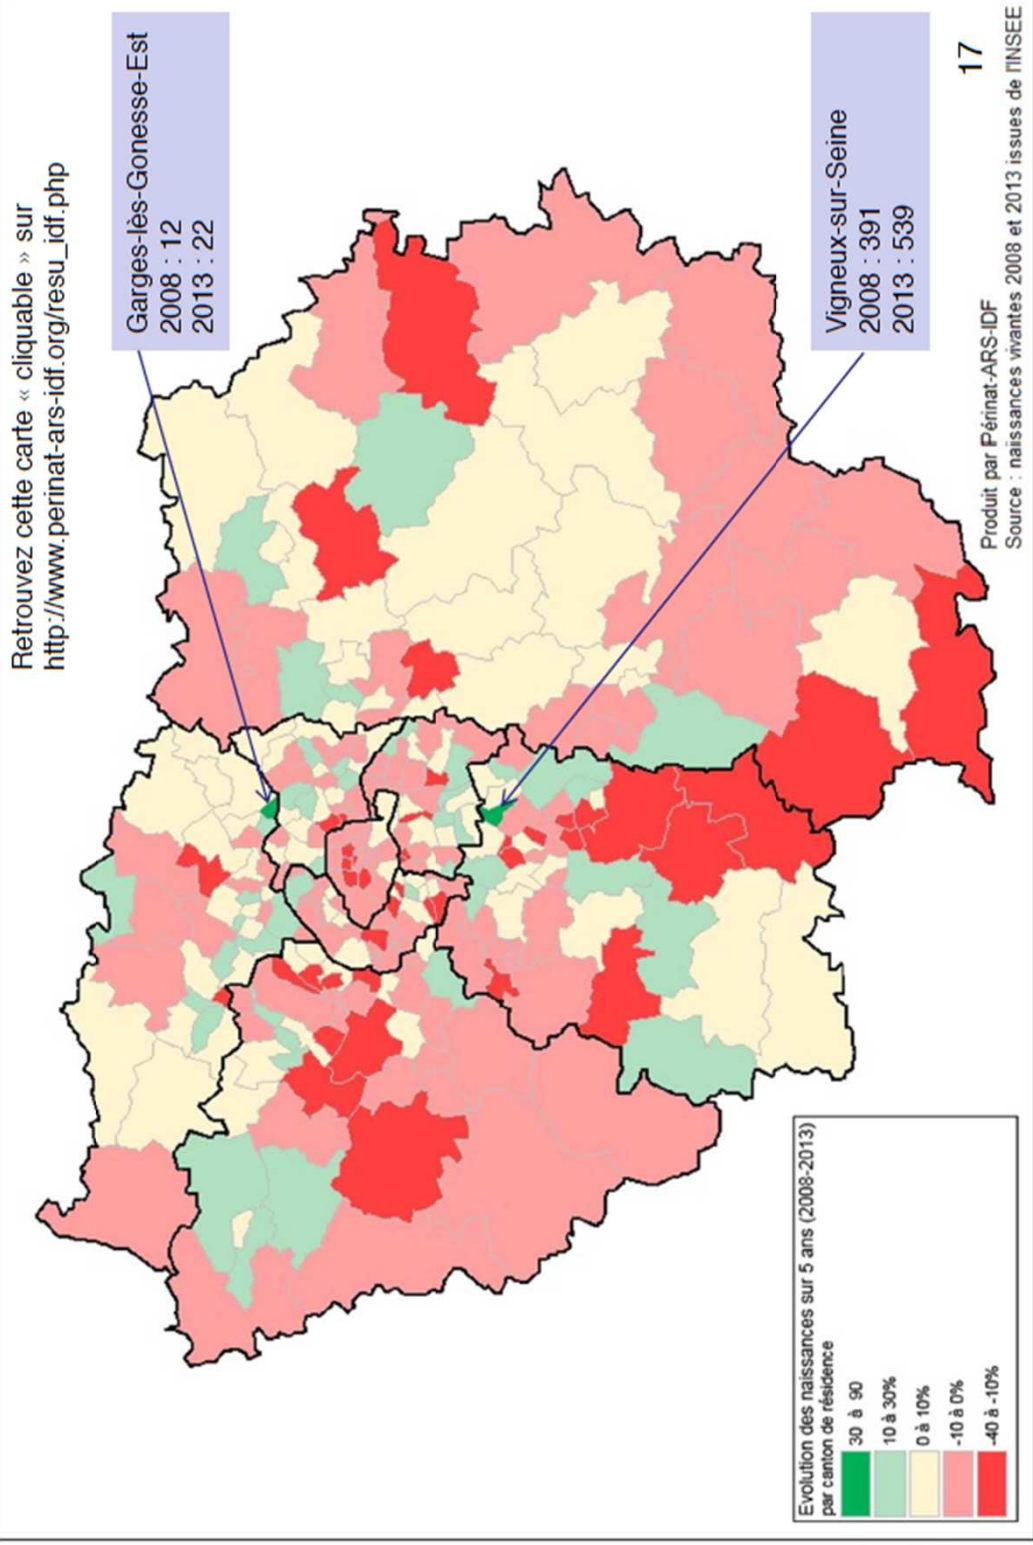 Retrouvez cette carte « cliquable » sur
http://www.perinat-ars-idf.org/resu_idf.php
Garges-lès-Gonesse-Est
2008 : 12
2013 : 22
Vigneux-sur-Seine
2008 : 391
2013 : 539
Evolution des naissances sur 5 ans (2008-2013)
par canton de résidence
30 à 90
10 à 30%
0 à 10%
-10 à 0%
-40 à -10%
17
Produit par Périnat-ARS-IDF
Source : naissances vivantes 2008 et 2013 issues de l'INSEE